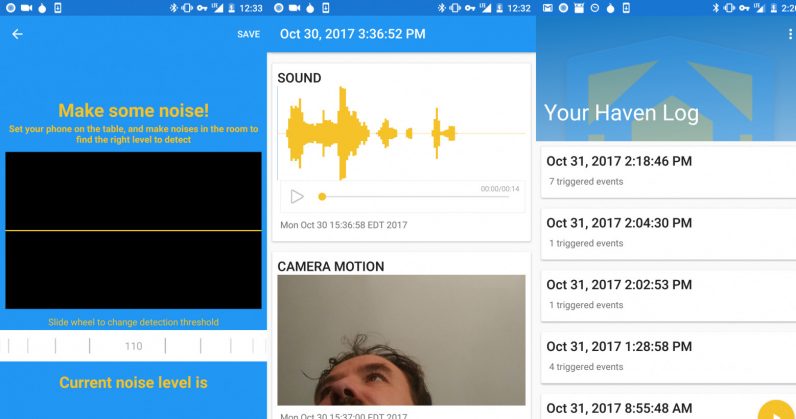 12:33
SAVE
Make some noise!
Set your phone on the table, and make noises in the room to
find the right level to detect
Slide wheel to change detection threshold
110
Current noise level is
12:32
Oct 30, 2017 3:36:52 PM
SOUND
00:00/00:14
Mon Oct 30 15:36:58 EDT 2017
CAMERA MOTION
Mon Oct 30 15:37:00 EDT 2017
Your Haven Log
Oct 31, 2017 2:18:46 PM
7 triggered events
Oct 31, 2017 2:04:30 PM
1 triggered events
Oct 31, 2017 2:02:53 PM
1 triggered events
Oct 31, 2017 1:28:58 PM
4 triggered events
Oct 31, 2017 8:55:48 AM